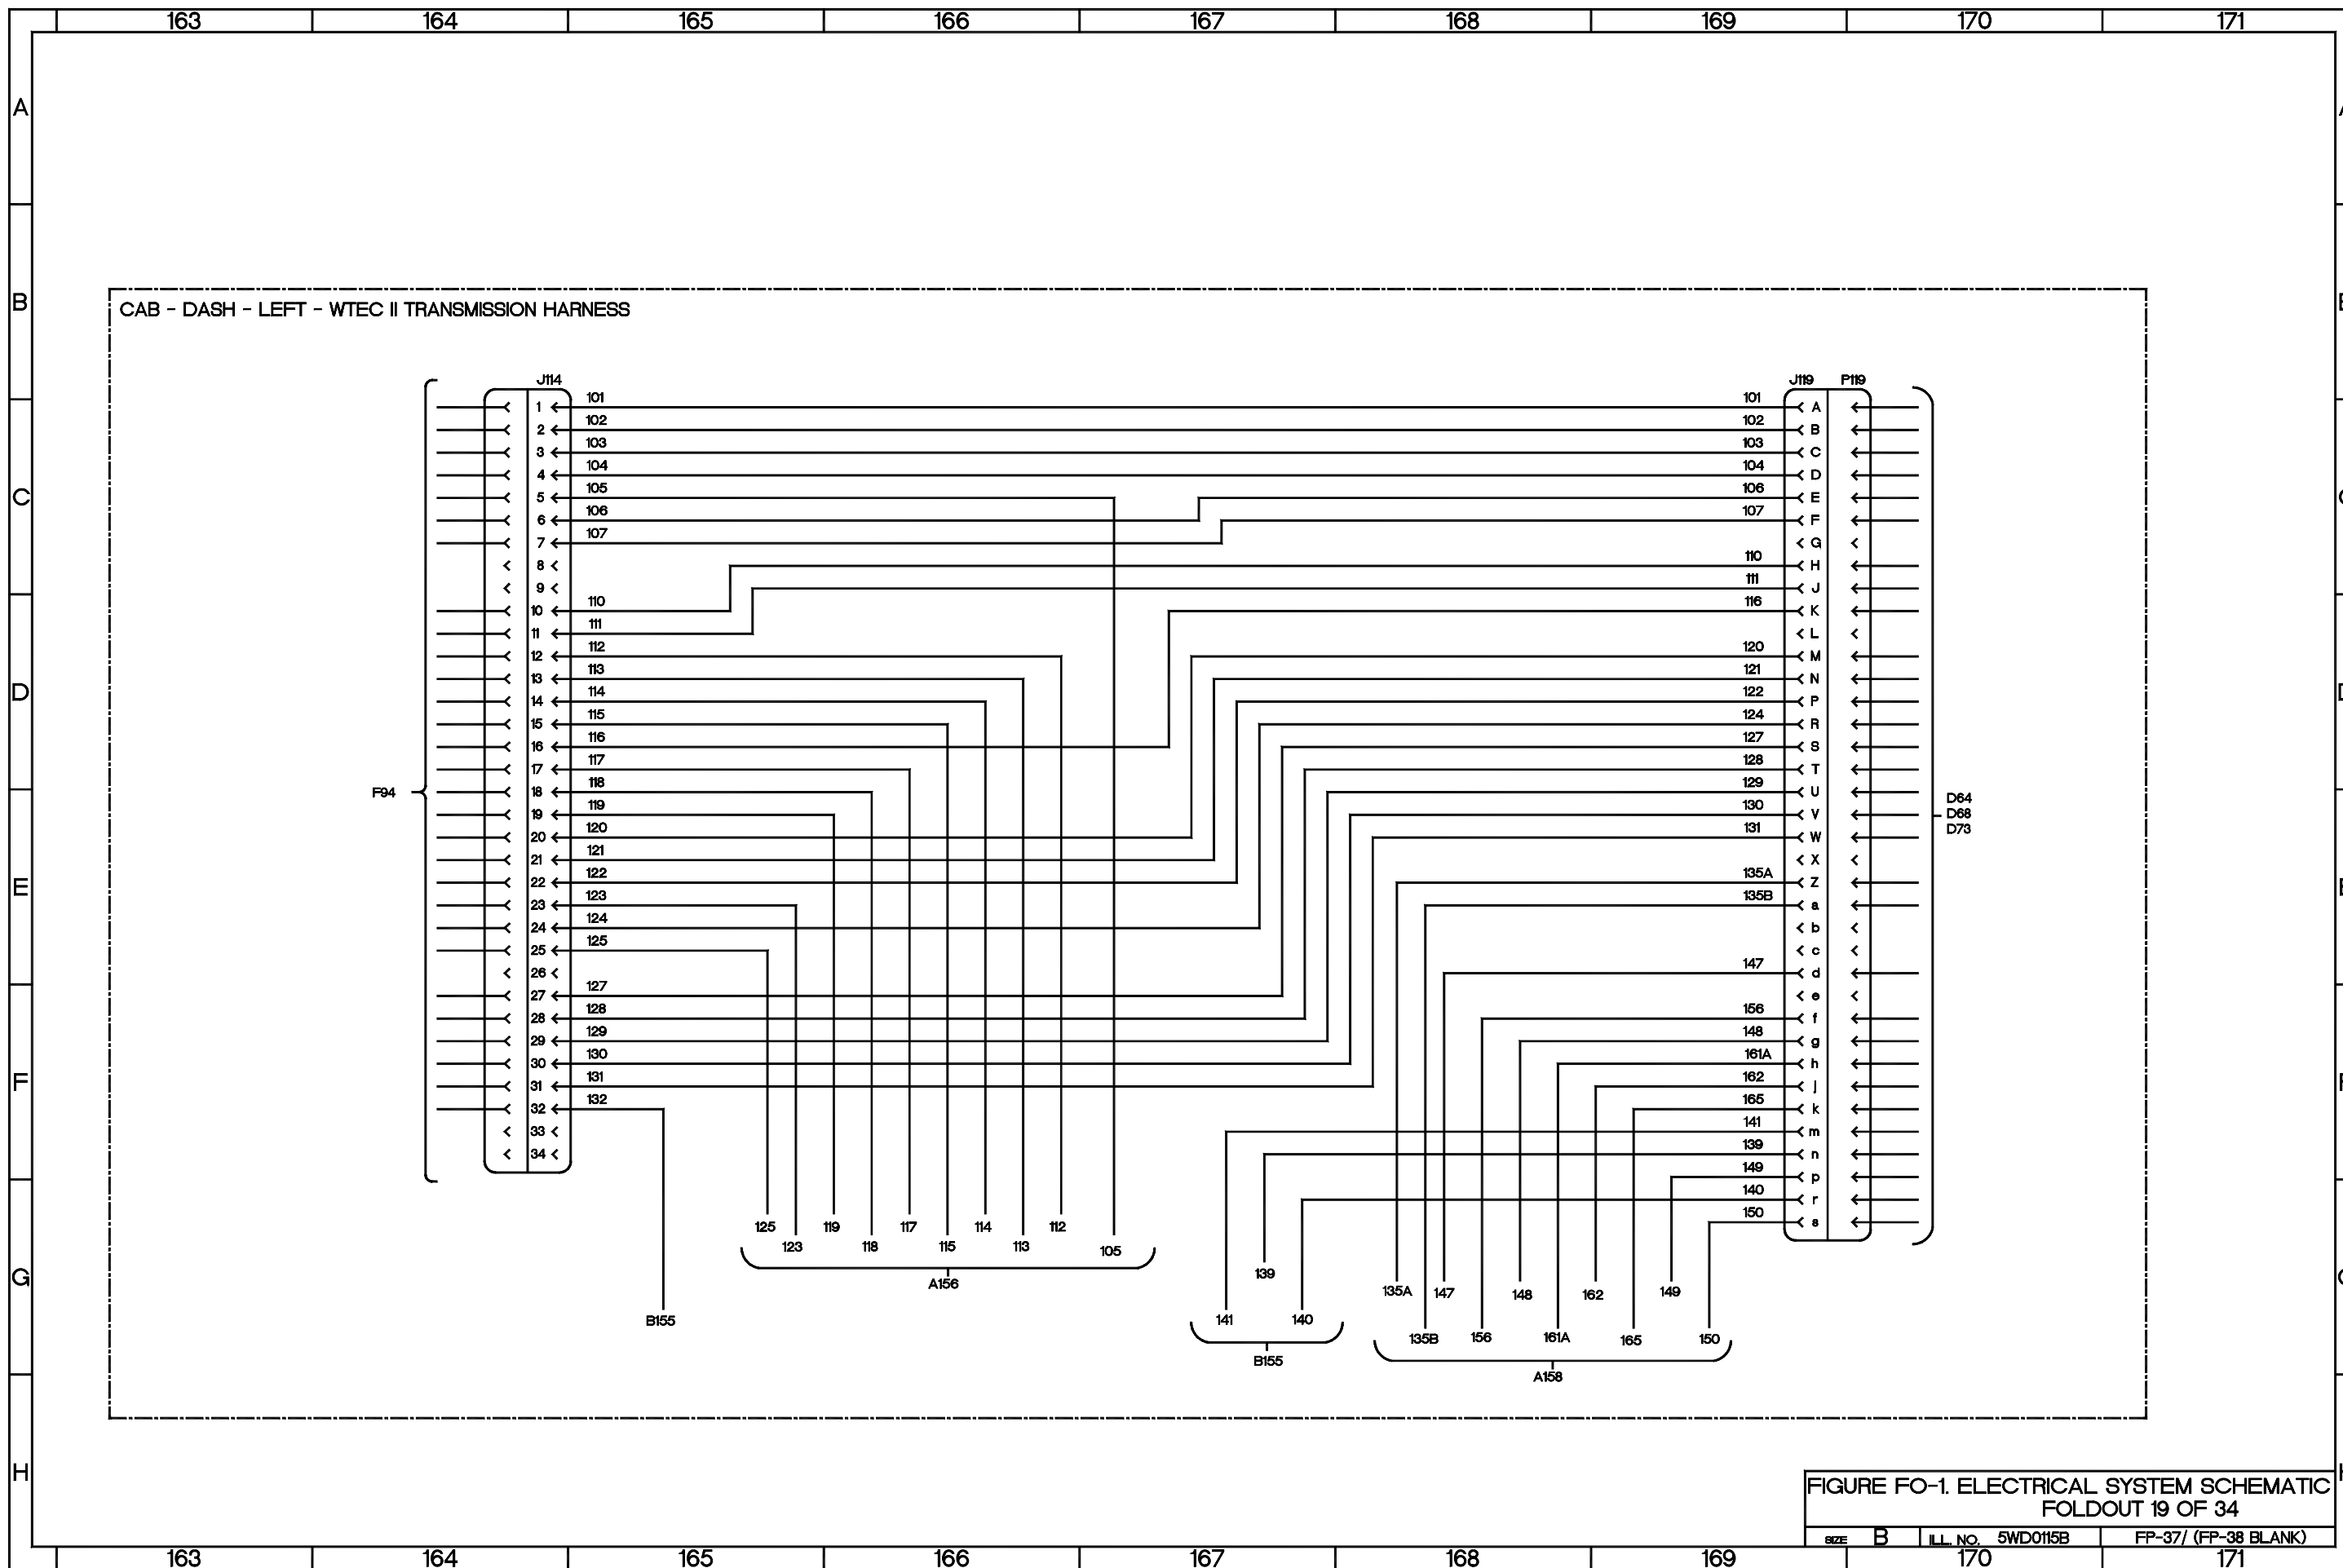 163 164 165 166 167 168 169 170 171
A
B
CAB - DASH - LEFT - WTEC II TRANSMISSION HARNESS
J114 J119 P119
1 101 101 A
2 102 102 B
3 103 103 C
4 104 104 D
C
5 105 106 E
6 106 107 F
7 107 G
8 110 H
9 111 J
10 110 116 K
11 111 L
12 112 120 M
13 113 121 N
D
14 114 122 P
15 115 124 R
16 116 127 S
17 117 128 T
F94 18 118 129 U
D64
19 119 130 V D68
D73
20 120 131 W
21 121 X
22 122 135A Z
E
23 123 135B a
24 124 b
25 125 c
26 147 d
27 127 e
28 128 156 f
29 129 148 g
30 130 161A h
F
31 131 162 j
32 132 165 k
33 141 m
34 139 n
149 p
140 r
150 s
125 119 117 114 112
123 118 115 113 105
G
A156
B155
139
141 140
B155
135A 147 148 162 149
135B 156 161A 165 150
A158
H
FIGURE FO-1. ELECTRICAL SYSTEM SCHEMATIC
FOLDOUT 19 OF 34
SIZE B ILL. NO. 5WD0115B FP-37/ (FP-38 BLANK)
163 164 165 166 167 168 169 170 171